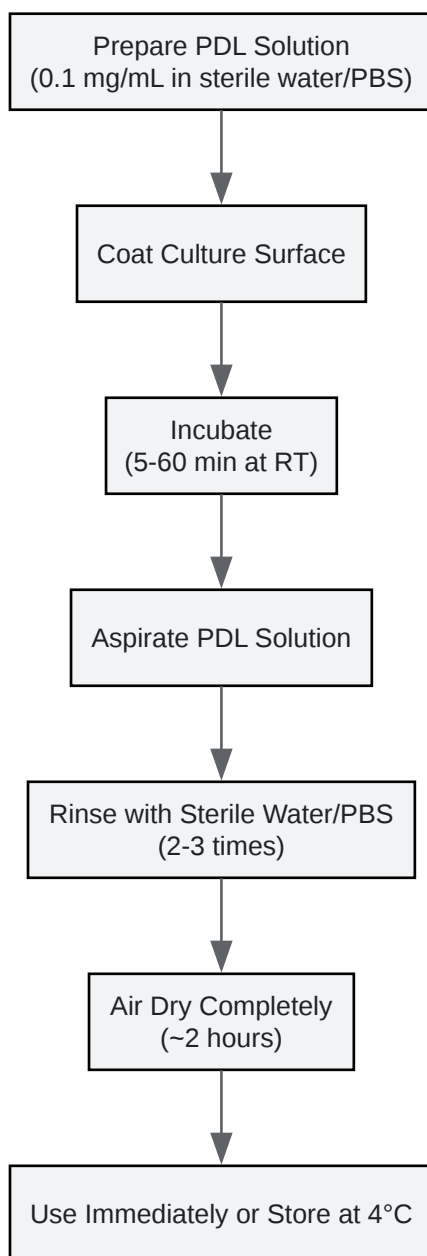 Prepare PDL Solution
(0.1 mg/mL in sterile water/PBS)
Coat Culture Surface
Incubate
(5-60 min at RT)
Aspirate PDL Solution
Rinse with Sterile Water/PBS
(2-3 times)
Air Dry Completely
(~2 hours)
Use Immediately or Store at 4°C